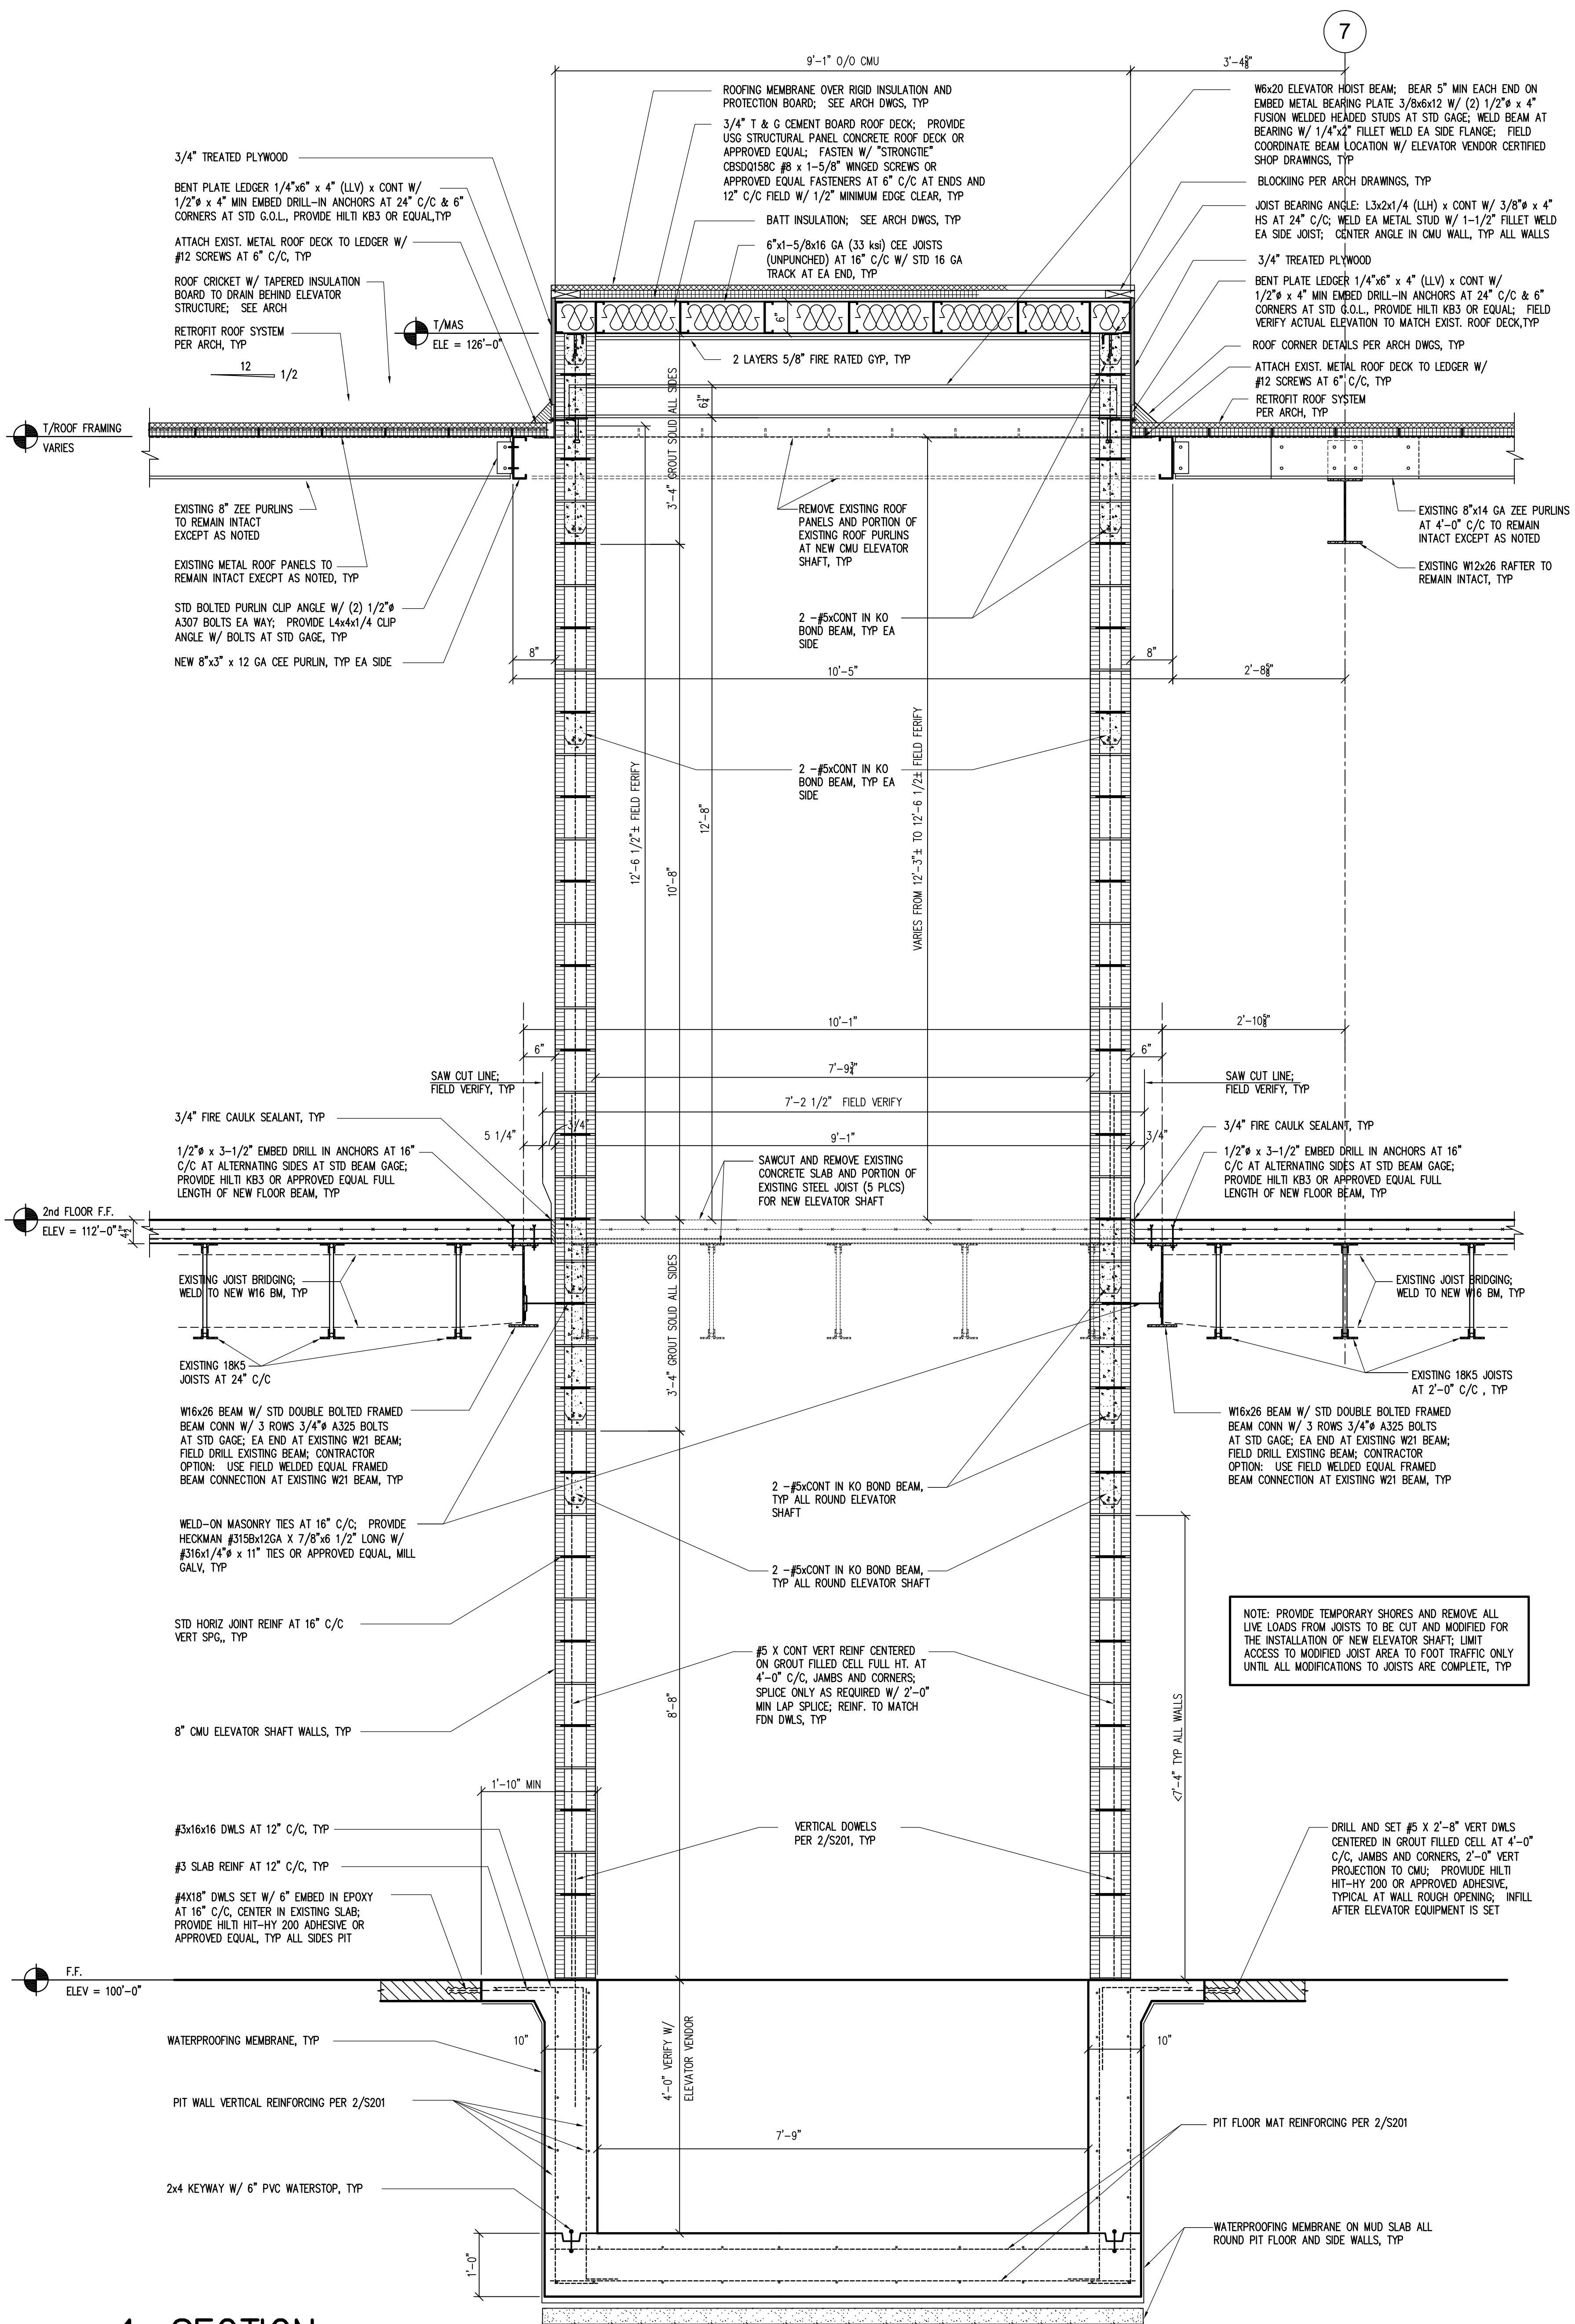 7
9'-1" O/O CMU
3'-4⅝"
ROOFING MEMBRANE OVER RIGID INSULATION AND
PROTECTION BOARD; SEE ARCH DWGS, TYP
3/4" T & G CEMENT BOARD ROOF DECK; PROVIDE
USG STRUCTURAL PANEL CONCRETE ROOF DECK OR
APPROVED EQUAL; FASTEN W/ "STRONGTIE"
CBSDQ158C #8 x 1-5/8" WINGED SCREWS OR
APPROVED EQUAL FASTENERS AT 6" C/C AT ENDS AND
12" C/C FIELD W/ 1/2" MINIMUM EDGE CLEAR, TYP
BATT INSULATION; SEE ARCH DWGS, TYP
6"x1-5/8x16 GA (33 ksi) CEE JOISTS
(UNPUNCHED) AT 16" C/C W/ STD 16 GA
TRACK AT EA END, TYP
W6x20 ELEVATOR HOIST BEAM; BEAR 5" MIN EACH END ON
EMBED METAL BEARING PLATE 3/8x6x12 W/ (2) 1/2"ø x 4"
FUSION WELDED HEADED STUDS AT STD GAGE; WELD BEAM AT
BEARING W/ 1/4"x2" FILLET WELD EA SIDE FLANGE; FIELD
COORDINATE BEAM LOCATION W/ ELEVATOR VENDOR CERTIFIED
SHOP DRAWINGS, TYP
BLOCKIING PER ARCH DRAWINGS, TYP
JOIST BEARING ANGLE: L3x2x1/4 (LLH) x CONT W/ 3/8"ø x 4"
HS AT 24" C/C; WELD EA METAL STUD W/ 1-1/2" FILLET WELD
EA SIDE JOIST; CENTER ANGLE IN CMU WALL, TYP ALL WALLS
3/4" TREATED PLYWOOD
BENT PLATE LEDGER 1/4"x6" x 4" (LLV) x CONT W/
1/2"ø x 4" MIN EMBED DRILL-IN ANCHORS AT 24" C/C & 6"
CORNERS AT STD G.O.L., PROVIDE HILTI KB3 OR EQUAL; FIELD
VERIFY ACTUAL ELEVATION TO MATCH EXIST. ROOF DECK,TYP
ROOF CORNER DETAILS PER ARCH DWGS, TYP
ATTACH EXIST. METAL ROOF DECK TO LEDGER W/
#12 SCREWS AT 6" C/C, TYP
RETROFIT ROOF SYSTEM
PER ARCH, TYP
3/4" TREATED PLYWOOD
BENT PLATE LEDGER 1/4"x6" x 4" (LLV) x CONT W/
1/2"ø x 4" MIN EMBED DRILL-IN ANCHORS AT 24" C/C & 6"
CORNERS AT STD G.O.L., PROVIDE HILTI KB3 OR EQUAL,TYP
ATTACH EXIST. METAL ROOF DECK TO LEDGER W/
#12 SCREWS AT 6" C/C, TYP
ROOF CRICKET W/ TAPERED INSULATION
BOARD TO DRAIN BEHIND ELEVATOR
STRUCTURE; SEE ARCH
RETROFIT ROOF SYSTEM
PER ARCH, TYP
12
1/2
T/MAS
ELE = 126'-0"
6"
2 LAYERS 5/8" FIRE RATED GYP, TYP
6¼"
3'-4" GROUT SOLID ALL SIDES
T/ROOF FRAMING
VARIES
EXISTING 8" ZEE PURLINS
TO REMAIN INTACT
EXCEPT AS NOTED
EXISTING METAL ROOF PANELS TO
REMAIN INTACT EXECPT AS NOTED, TYP
STD BOLTED PURLIN CLIP ANGLE W/ (2) 1/2"ø
A307 BOLTS EA WAY; PROVIDE L4x4x1/4 CLIP
ANGLE W/ BOLTS AT STD GAGE, TYP
NEW 8"x3" x 12 GA CEE PURLIN, TYP EA SIDE
REMOVE EXISTING ROOF
PANELS AND PORTION OF
EXISTING ROOF PURLINS
AT NEW CMU ELEVATOR
SHAFT, TYP
EXISTING 8"x14 GA ZEE PURLINS
AT 4'-0" C/C TO REMAIN
INTACT EXCEPT AS NOTED
EXISTING W12x26 RAFTER TO
REMAIN INTACT, TYP
2 -#5xCONT IN KO
BOND BEAM, TYP EA
SIDE
8"
8"
10'-5"
2'-8⅝"
2 -#5xCONT IN KO
BOND BEAM, TYP EA
SIDE
12'-6 1/2"± FIELD FERIFY
10'-8"
12'-8"
VARIES FROM 12'-3"± TO 12'-6 1/2± FIELD FERIFY
10'-1"
2'-10⅝"
6"
6"
7'-9¾"
SAW CUT LINE;
FIELD VERIFY, TYP
SAW CUT LINE;
FIELD VERIFY, TYP
7'-2 1/2" FIELD VERIFY
5 1/4"
3/4"
9'-1"
3/4"
3/4" FIRE CAULK SEALANT, TYP
1/2"ø x 3-1/2" EMBED DRILL IN ANCHORS AT 16"
C/C AT ALTERNATING SIDES AT STD BEAM GAGE;
PROVIDE HILTI KB3 OR APPROVED EQUAL FULL
LENGTH OF NEW FLOOR BEAM, TYP
SAWCUT AND REMOVE EXISTING
CONCRETE SLAB AND PORTION OF
EXISTING STEEL JOIST (5 PLCS)
FOR NEW ELEVATOR SHAFT
3/4" FIRE CAULK SEALANT, TYP
1/2"ø x 3-1/2" EMBED DRILL IN ANCHORS AT 16"
C/C AT ALTERNATING SIDES AT STD BEAM GAGE;
PROVIDE HILTI KB3 OR APPROVED EQUAL FULL
LENGTH OF NEW FLOOR BEAM, TYP
2nd FLOOR F.F.
ELEV = 112'-0"
4½"
EXISTING JOIST BRIDGING;
WELD TO NEW W16 BM, TYP
EXISTING 18K5
JOISTS AT 24" C/C
3'-4" GROUT SOLID ALL SIDES
EXISTING JOIST BRIDGING;
WELD TO NEW W16 BM, TYP
EXISTING 18K5 JOISTS
AT 2'-0" C/C , TYP
W16x26 BEAM W/ STD DOUBLE BOLTED FRAMED
BEAM CONN W/ 3 ROWS 3/4"ø A325 BOLTS
AT STD GAGE; EA END AT EXISTING W21 BEAM;
FIELD DRILL EXISTING BEAM; CONTRACTOR
OPTION: USE FIELD WELDED EQUAL FRAMED
BEAM CONNECTION AT EXISTING W21 BEAM, TYP
W16x26 BEAM W/ STD DOUBLE BOLTED FRAMED
BEAM CONN W/ 3 ROWS 3/4"ø A325 BOLTS
AT STD GAGE; EA END AT EXISTING W21 BEAM;
FIELD DRILL EXISTING BEAM; CONTRACTOR
OPTION: USE FIELD WELDED EQUAL FRAMED
BEAM CONNECTION AT EXISTING W21 BEAM, TYP
2 -#5xCONT IN KO BOND BEAM,
TYP ALL ROUND ELEVATOR
SHAFT
WELD-ON MASONRY TIES AT 16" C/C; PROVIDE
HECKMAN #315Bx12GA X 7/8"x6 1/2" LONG W/
#316x1/4"ø x 11" TIES OR APPROVED EQUAL, MILL
GALV, TYP
2 -#5xCONT IN KO BOND BEAM,
TYP ALL ROUND ELEVATOR SHAFT
STD HORIZ JOINT REINF AT 16" C/C
VERT SPG,, TYP
NOTE: PROVIDE TEMPORARY SHORES AND REMOVE ALL
LIVE LOADS FROM JOISTS TO BE CUT AND MODIFIED FOR
THE INSTALLATION OF NEW ELEVATOR SHAFT; LIMIT
ACCESS TO MODIFIED JOIST AREA TO FOOT TRAFFIC ONLY
UNTIL ALL MODIFICATIONS TO JOISTS ARE COMPLETE, TYP
#5 X CONT VERT REINF CENTERED
ON GROUT FILLED CELL FULL HT. AT
4'-0" C/C, JAMBS AND CORNERS;
SPLICE ONLY AS REQUIRED W/ 2'-0"
MIN LAP SPLICE; REINF. TO MATCH
FDN DWLS, TYP
8'-8"
<7'-4" TYP ALL WALLS
8" CMU ELEVATOR SHAFT WALLS, TYP
1'-10" MIN
#3x16x16 DWLS AT 12" C/C, TYP
VERTICAL DOWELS
PER 2/S201, TYP
#3 SLAB REINF AT 12" C/C, TYP
#4X18" DWLS SET W/ 6" EMBED IN EPOXY
AT 16" C/C, CENTER IN EXISTING SLAB;
PROVIDE HILTI HIT-HY 200 ADHESIVE OR
APPROVED EQUAL, TYP ALL SIDES PIT
DRILL AND SET #5 X 2'-8" VERT DWLS
CENTERED IN GROUT FILLED CELL AT 4'-0"
C/C, JAMBS AND CORNERS, 2'-0" VERT
PROJECTION TO CMU; PROVIUDE HILTI
HIT-HY 200 OR APPROVED ADHESIVE,
TYPICAL AT WALL ROUGH OPENING; INFILL
AFTER ELEVATOR EQUIPMENT IS SET
F.F.
ELEV = 100'-0"
WATERPROOFING MEMBRANE, TYP
10"
10"
4'-0" VERIFY W/
ELEVATOR VENDOR
PIT WALL VERTICAL REINFORCING PER 2/S201
PIT FLOOR MAT REINFORCING PER 2/S201
7'-9"
2x4 KEYWAY W/ 6" PVC WATERSTOP, TYP
1'-0"
WATERPROOFING MEMBRANE ON MUD SLAB ALL
ROUND PIT FLOOR AND SIDE WALLS, TYP
SECTION